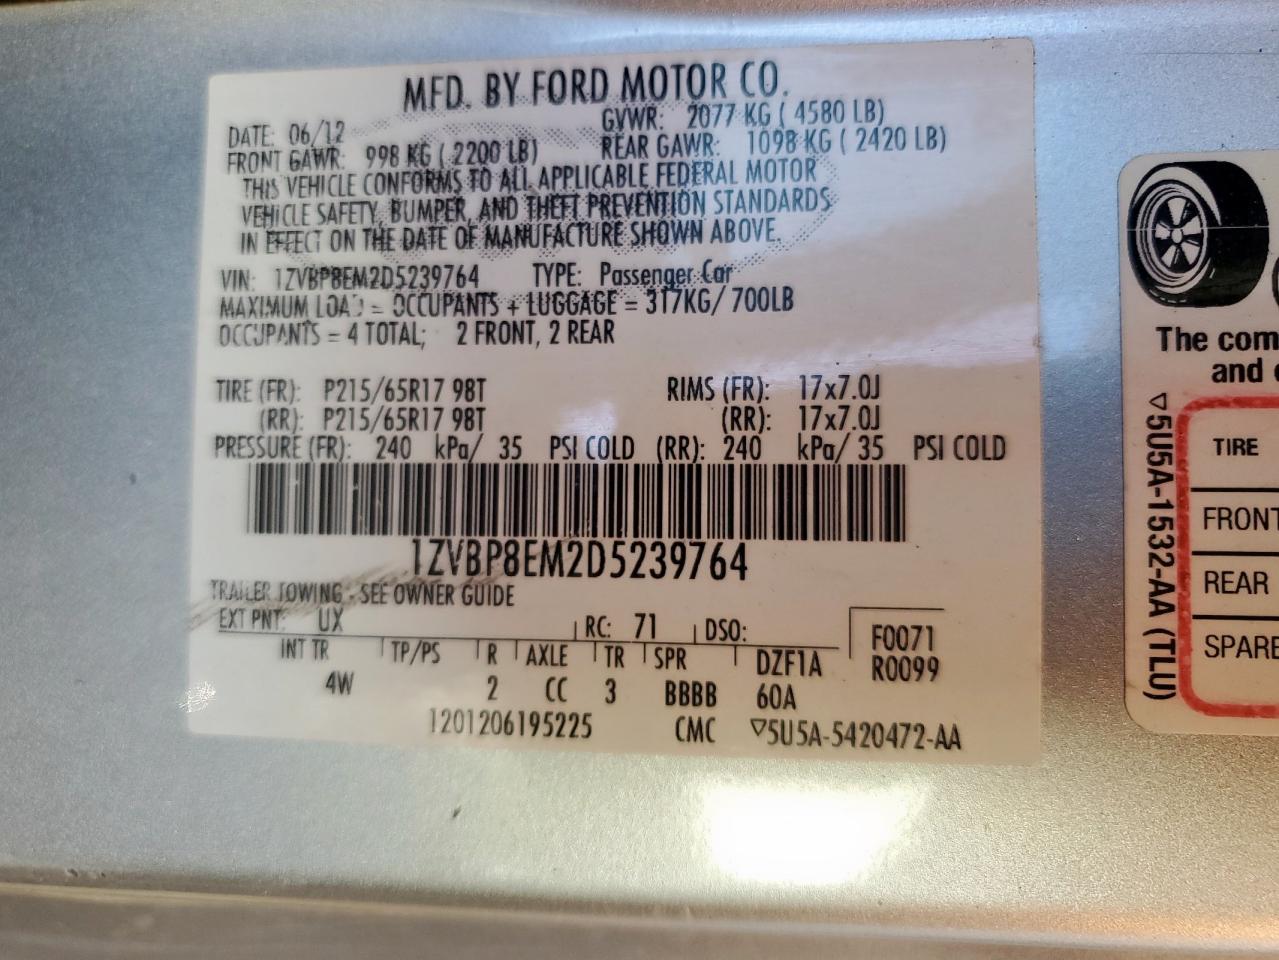 MFD. BY FORD MOTOR CO.
DATE: 06/12 GVWR: 2077 KG ( 4580 LB)
FRONT GAWR: 998 KG ( 2200 LB) REAR GAWR: 1098 KG ( 2420 LB)
THIS VEHICLE CONFORMS TO ALL APPLICABLE FEDERAL MOTOR
VEHICLE SAFETY, BUMPER, AND THEFT PREVENTION STANDARDS
IN EFFECT ON THE DATE OF MANUFACTURE SHOWN ABOVE.
VIN: 1ZVBP8EM2D5239764 TYPE: Passenger Car
MAXIMUM LOAD = OCCUPANTS + LUGGAGE = 317KG/ 700LB
OCCUPANTS = 4 TOTAL; 2 FRONT, 2 REAR
TIRE (FR): P215/65R17 98T RIMS (FR): 17x7.0J
(RR): P215/65R17 98T (RR): 17x7.0J
PRESSURE (FR): 240 kPa/ 35 PSI COLD (RR): 240 kPa/ 35 PSI COLD
1ZVBP8EM2D5239764
TRAILER TOWING - SEE OWNER GUIDE
EXT PNT: UX RC: 71 DSO:
F0071
INT TR TP/PS R AXLE TR SPR DZF1A
R0099
4W 2 CC 3 BBBB 60A
1201206195225 CMC ▽5U5A-5420472-AA
The com
and
▽5U5A-1532-AA (TLU)
TIRE
FRONT
REAR
SPARE